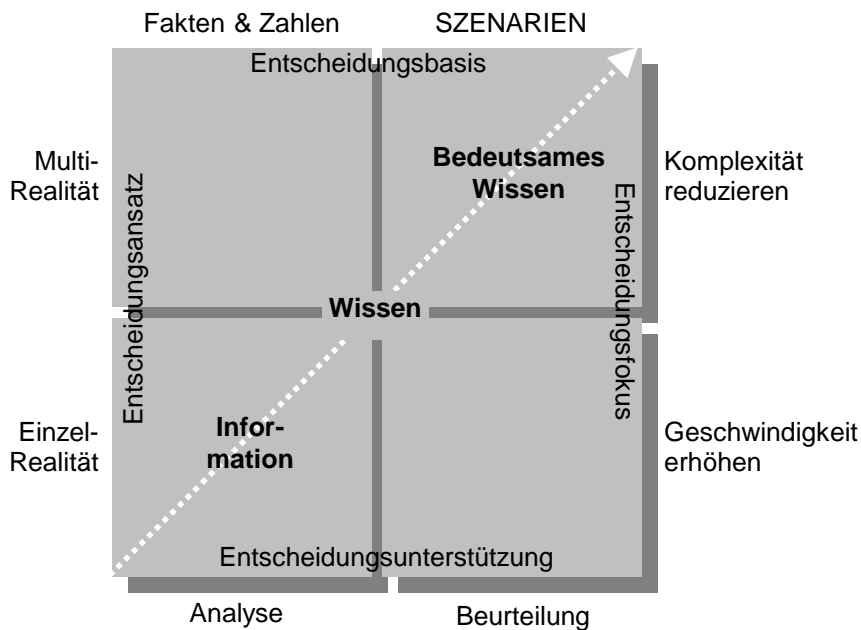 Fakten & Zahlen
SZENARIEN
Entscheidungsbasis
Multi-
Realität
Entscheidungsansatz
Bedeutsames
Wissen
Entscheidungsfokus
Komplexität
reduzieren
Wissen
Einzel-
Realität
Infor-
mation
Geschwindigkeit
erhöhen
Entscheidungsunterstützung
Analyse
Beurteilung